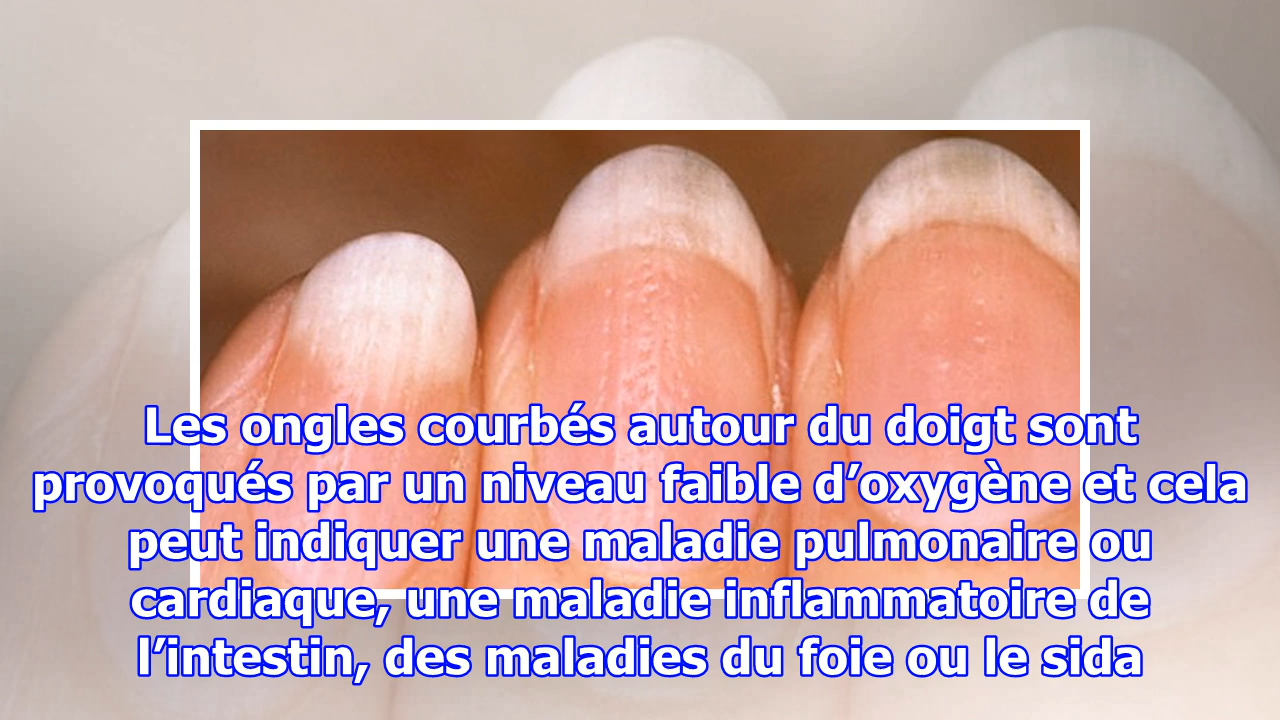 Les ongles courbés autour du doigt sont
provoqués par un niveau faible d’oxygène et cela
peut indiquer une maladie pulmonaire ou
cardiaque, une maladie inflammatoire de
l’intestin, des maladies du foie ou le sida